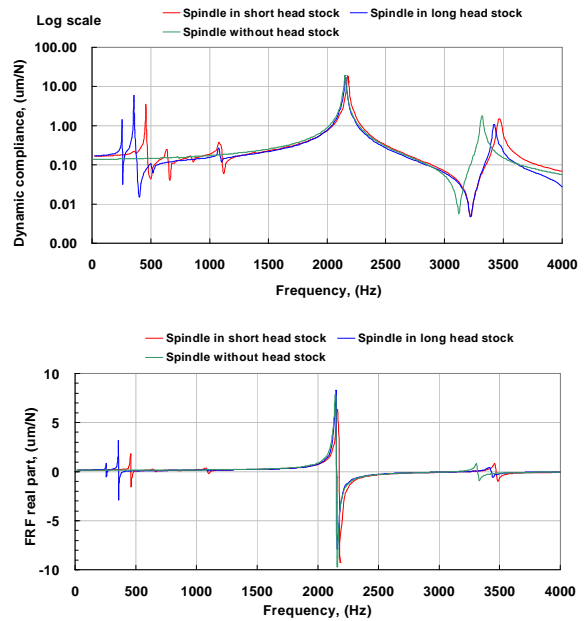 Log scale
Spindle in short head stock Spindle in long head stock
Spindle without head stock
100.00
10.00
1.00
0.10
0.01
0.00
Dynamic compliance, (um/N)
0 500 1000 1500 2000 2500 3000 3500 4000
Frequency, (Hz)
Spindle in short head stock Spindle in long head stock
Spindle without head stock
10
5
0
-5
-10
FRF real part, (um/N)
0 500 1000 1500 2000 2500 3000 3500 4000
Frequency, (Hz)